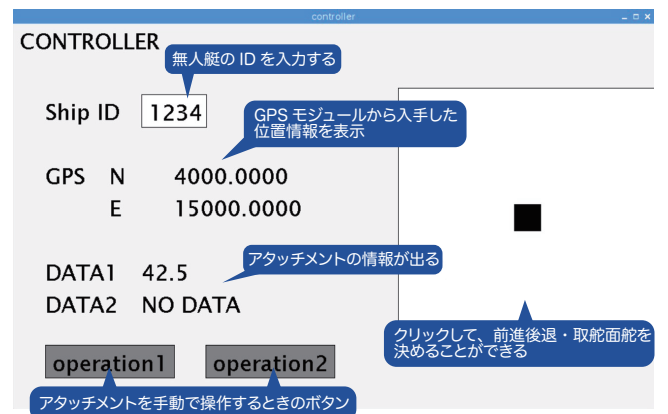 controller
CONTROLLER
無人艇の ID を入力する
Ship ID 1234
GPS モジュールから入手した
位置情報を表示
GPS N 4000.0000
E 15000.0000
アタッチメントの情報が出る
DATA1 42.5
DATA2 NO DATA
クリックして、前進後退・取舵面舵を
決めることができる
operation1 operation2
アタッチメントを手動で操作するときのボタン